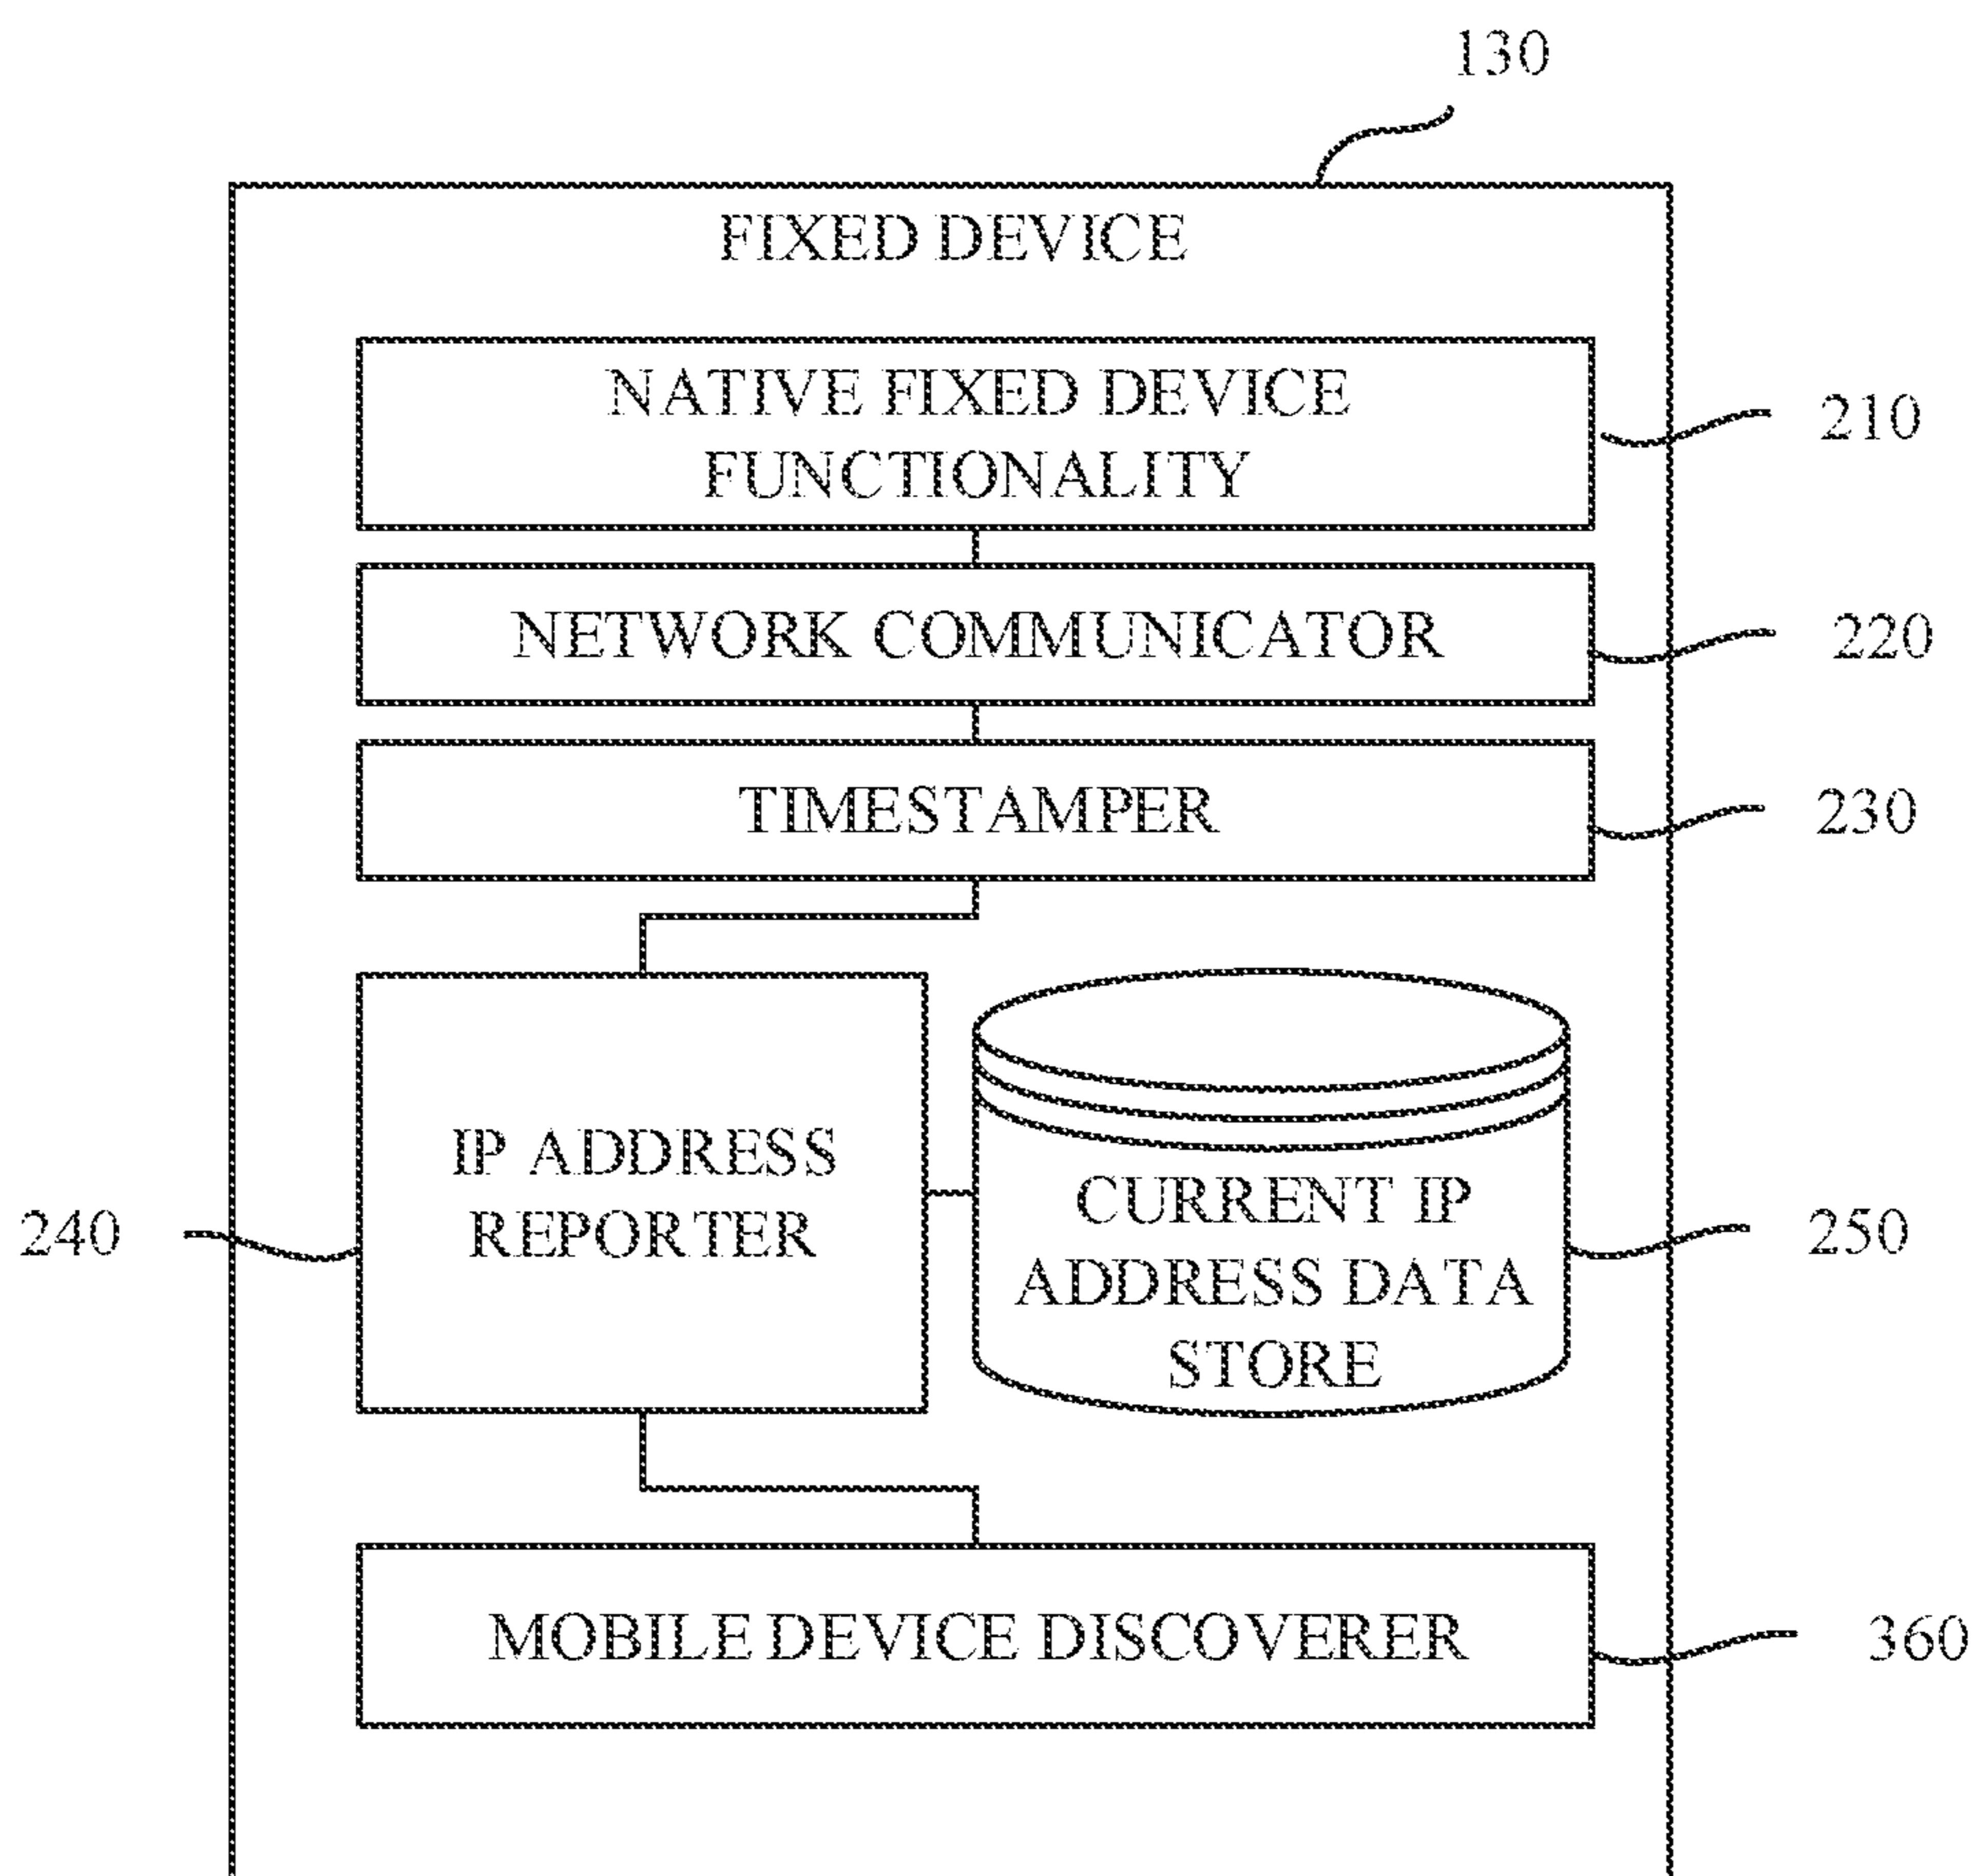 130
FIXED DEVICE
NATIVE FIXED DEVICE
FUNCTIONALITY
210
NETWORK COMMUNICATOR
220
TIMESTAMPER
230
IP ADDRESS
REPORTER
240
CURRENT IP
ADDRESS DATA
STORE
250
MOBILE DEVICE DISCOVERER
360